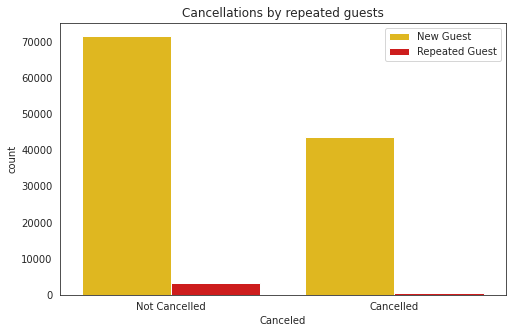 Cancellations by repeated guests
New Guest
Repeated Guest
70000
60000
50000
40000
30000
20000
10000
0
count
Not Cancelled
Cancelled
Canceled